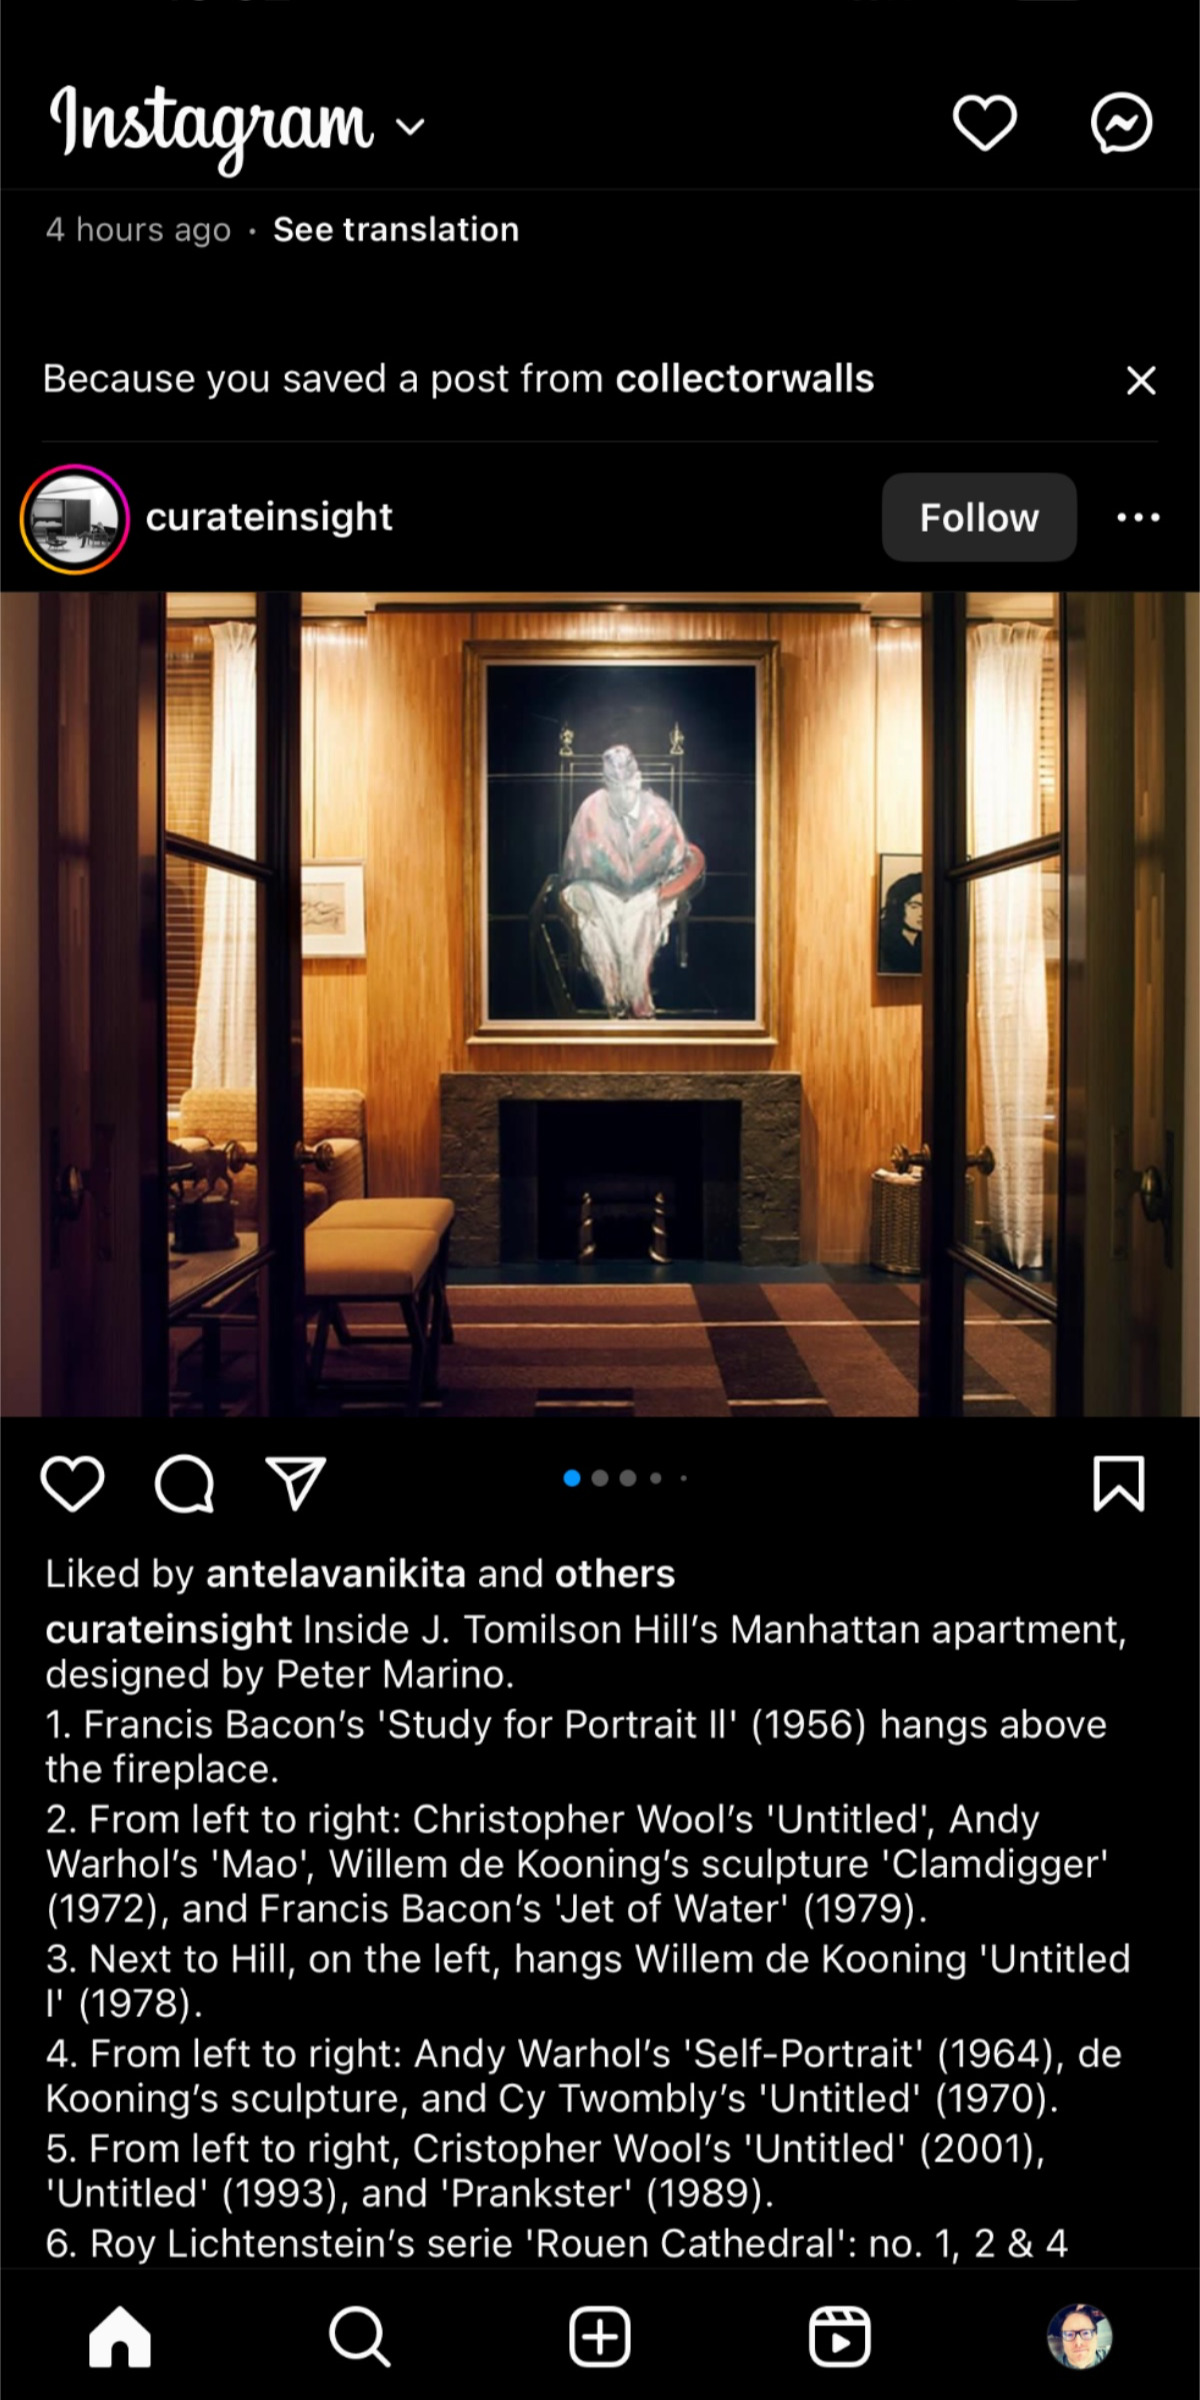 Instagram
4 hours ago • See translation
Because you saved a post from collectorwalls
curateinsight
Follow
Liked by antelavanikita and others
curateinsight Inside J. Tomilson Hill’s Manhattan apartment,
designed by Peter Marino.
1. Francis Bacon’s 'Study for Portrait II' (1956) hangs above
the fireplace.
2. From left to right: Christopher Wool’s 'Untitled', Andy
Warhol’s 'Mao', Willem de Kooning’s sculpture 'Clamdigger'
(1972), and Francis Bacon’s 'Jet of Water' (1979).
3. Next to Hill, on the left, hangs Willem de Kooning 'Untitled
I' (1978).
4. From left to right: Andy Warhol’s 'Self-Portrait' (1964), de
Kooning’s sculpture, and Cy Twombly’s 'Untitled' (1970).
5. From left to right, Cristopher Wool’s 'Untitled' (2001),
'Untitled' (1993), and 'Prankster' (1989).
6. Roy Lichtenstein’s serie 'Rouen Cathedral': no. 1, 2 & 4